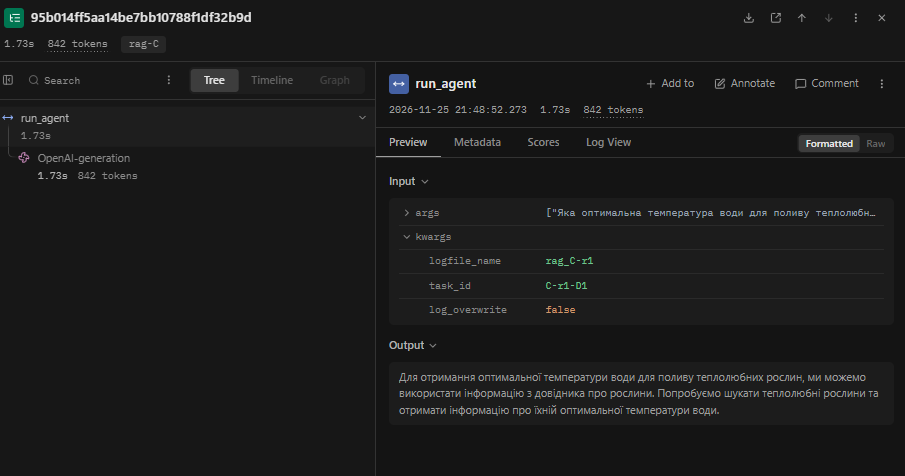 95b014ff5aa14be7bb10788f1df32b9d
1.73s 842 tokens rag-C
Search
Tree Timeline Graph
run_agent
1.73s
OpenAI-generation
1.73s 842 tokens
run_agent
Add to Annotate Comment
2026-11-25 21:48:52.273 1.73s 842 tokens
Preview Metadata Scores Log View
Formatted Raw
Input
args ["Яка оптимальна температура води для поливу теплолюбн…
kwargs
logfile_name rag_C-r1
task_id C-r1-D1
log_overwrite false
Output
Для отримання оптимальної температури води для поливу теплолюбних рослин, ми можемо
використати інформацію з довідника про рослини. Попробуємо шукати теплолюбні рослини та
отримати інформацію про їхній оптимальної температури води.